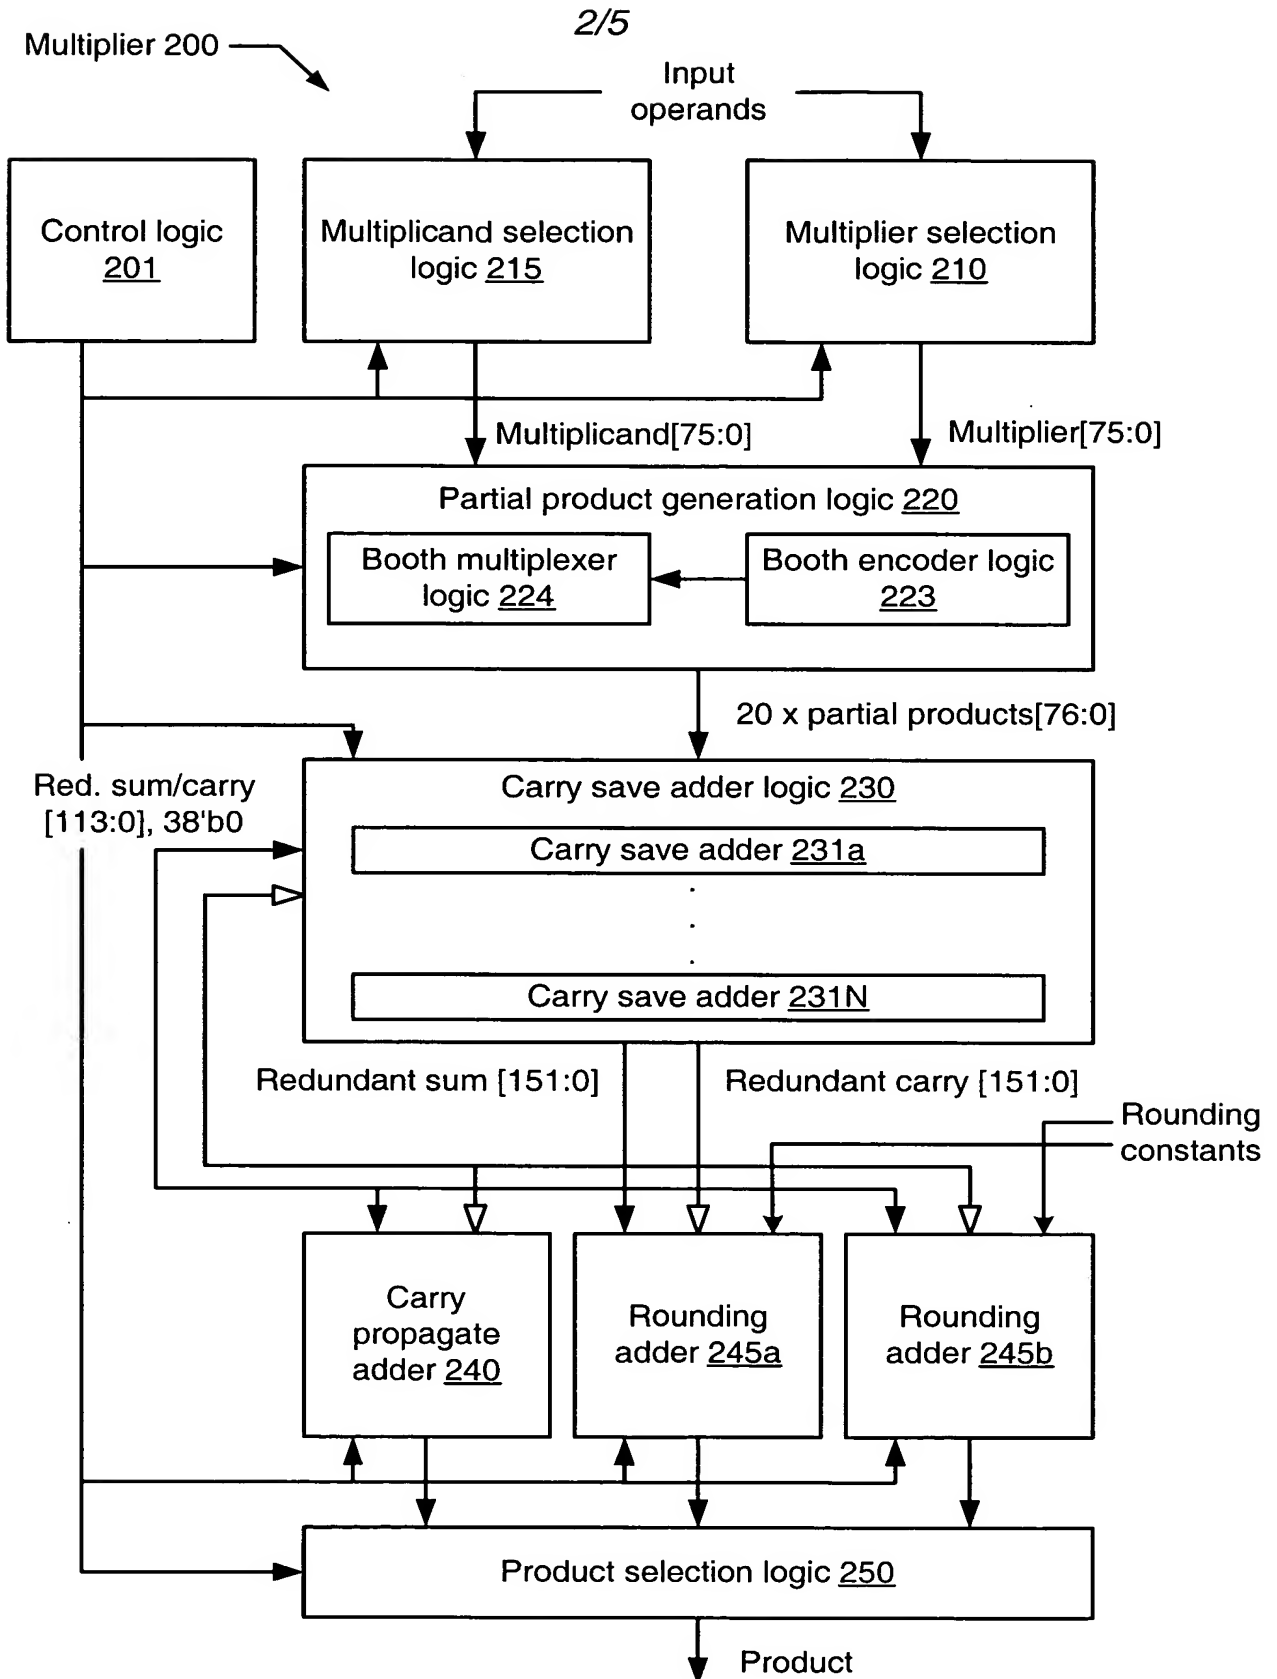 2/5
Multiplier 200
Input
operands
Control logic
201
Multiplicand selection
logic 215
Multiplier selection
logic 210
Multiplicand[75:0]
Multiplier[75:0]
Partial product generation logic 220
Booth multiplexer
logic 224
Booth encoder logic
223
20 x partial products[76:0]
Red. sum/carry
[113:0], 38'b0
Carry save adder logic 230
Carry save adder 231a
Carry save adder 231N
Redundant sum [151:0]
Redundant carry [151:0]
Rounding
constants
Carry
propagate
adder 240
Rounding
adder 245a
Rounding
adder 245b
Product selection logic 250
Product